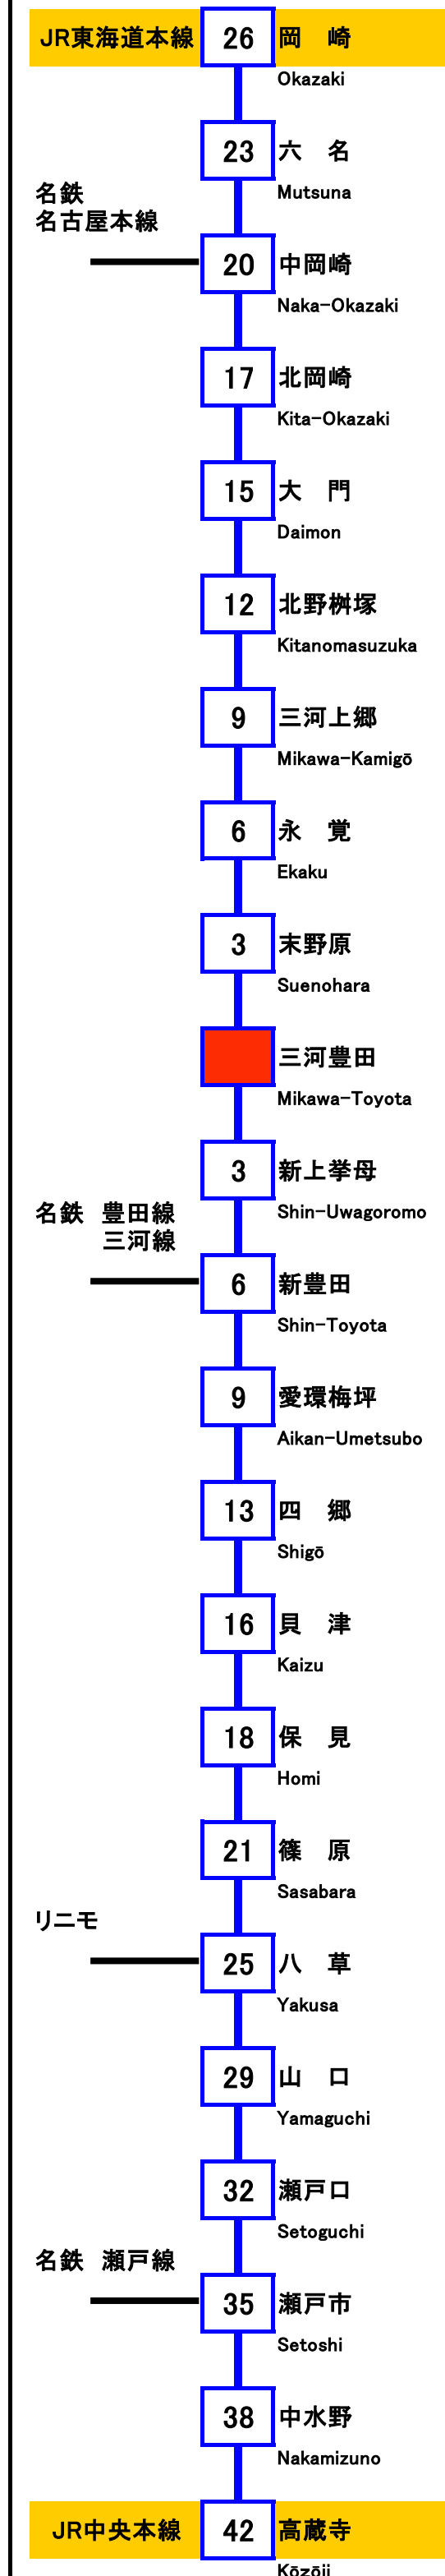 JR東海道本線 26 岡 崎
Okazaki
23 六 名
Mutsuna
名鉄
名古屋本線
20 中岡崎
Naka-Okazaki
17 北岡崎
Kita-Okazaki
15 大 門
Daimon
12 北野桝塚
Kitanomasuzuka
9 三河上郷
Mikawa-Kamigō
6 永 覚
Ekaku
3 末野原
Suenohara
三河豊田
Mikawa-Toyota
3 新上挙母
Shin-Uwagoromo
名鉄 豊田線
三河線
6 新豊田
Shin-Toyota
9 愛環梅坪
Aikan-Umetsubo
13 四 郷
Shigō
16 貝 津
Kaizu
18 保 見
Homi
21 篠 原
Sasabara
リニモ
25 八 草
Yakusa
29 山 口
Yamaguchi
32 瀬戸口
Setoguchi
名鉄 瀬戸線
35 瀬戸市
Setoshi
38 中水野
Nakamizuno
JR中央本線 42 高蔵寺
Kōzōji